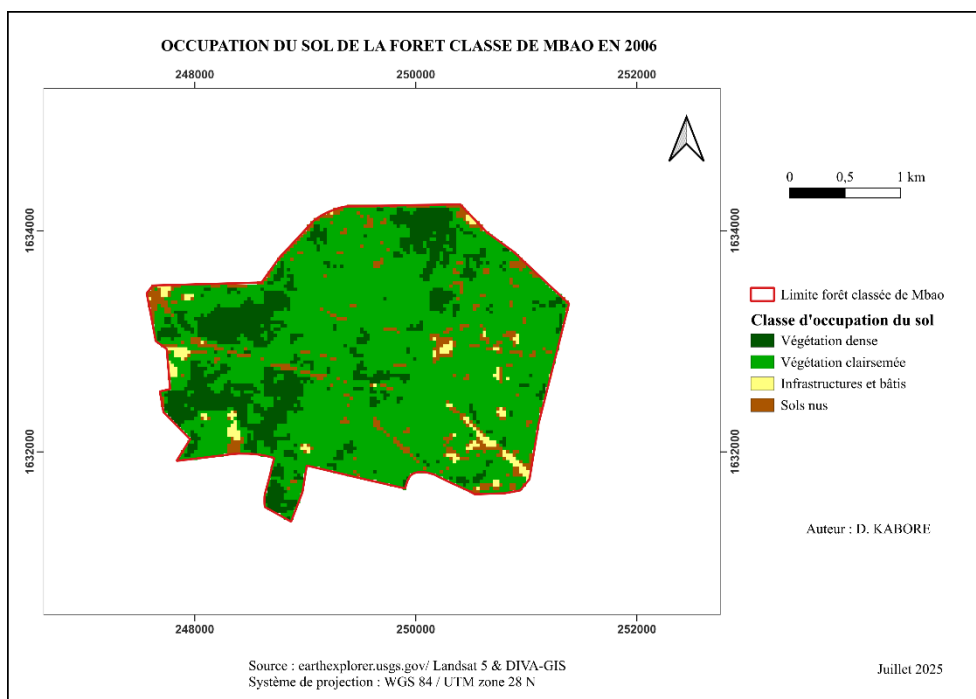 OCCUPATION DU SOL DE LA FORET CLASSE DE MBAO EN 2006
248000 250000 252000
0 0,5 1 km
1634000 1634000
Limite forêt classée de Mbao
Classe d'occupation du sol
Végétation dense
Végétation clairsemée
Infrastructures et bâtis
Sols nus
1632000 1632000
Auteur : D. KABORE
248000 250000 252000
Source : earthexplorer.usgs.gov/ Landsat 5 & DIVA-GIS
Système de projection : WGS 84 / UTM zone 28 N
Juillet 2025